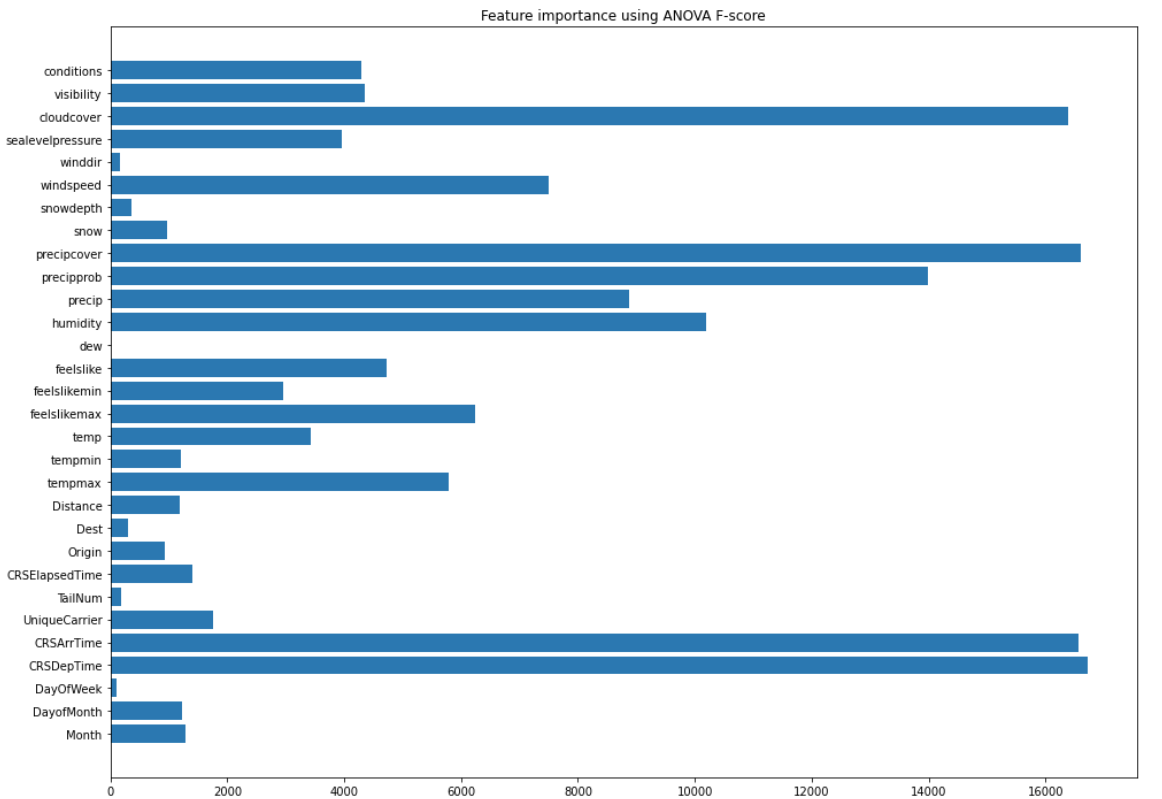 Feature importance using ANOVA F-score
conditions
visibility
cloudcover
sealevelpressure
winddir
windspeed
snowdepth
snow
precipcover
precipprob
precip
humidity
dew
feelslike
feelslikemin
feelslikemax
temp
tempmin
tempmax
Distance
Dest
Origin
CRSElapsedTime
TailNum
UniqueCarrier
CRSArrTime
CRSDepTime
DayOfWeek
DayofMonth
Month
0 2000 4000 6000 8000 10000 12000 14000 16000